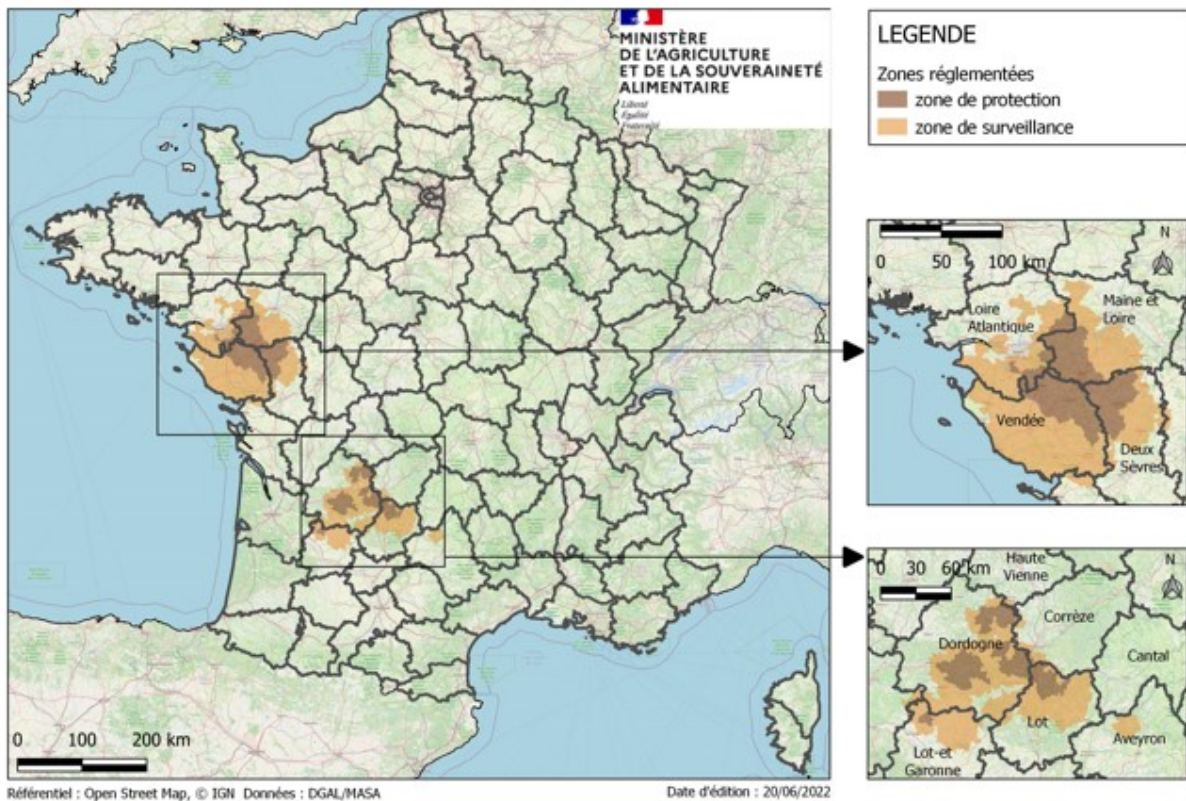 MINISTÈRE
DE L'AGRICULTURE
ET DE LA SOUVERAINETÉ
ALIMENTAIRE
Liberté
Égalité
Fraternité
LEGENDE
Zones réglementées
zone de protection
zone de surveillance
N
0 50 100 km
Loire
Atlantique
Maine et
Loire
Vendée
Deux
Sèvres
N
0 30 60 km
Haute
Vienne
Corrèze
Dordogne
Cantal
Lot
Aveyron
Lot-et
Garonne
0 100 200 km
Référentiel : Open Street Map, © IGN Données : DGAL/MASA
Date d'édition : 20/06/2022